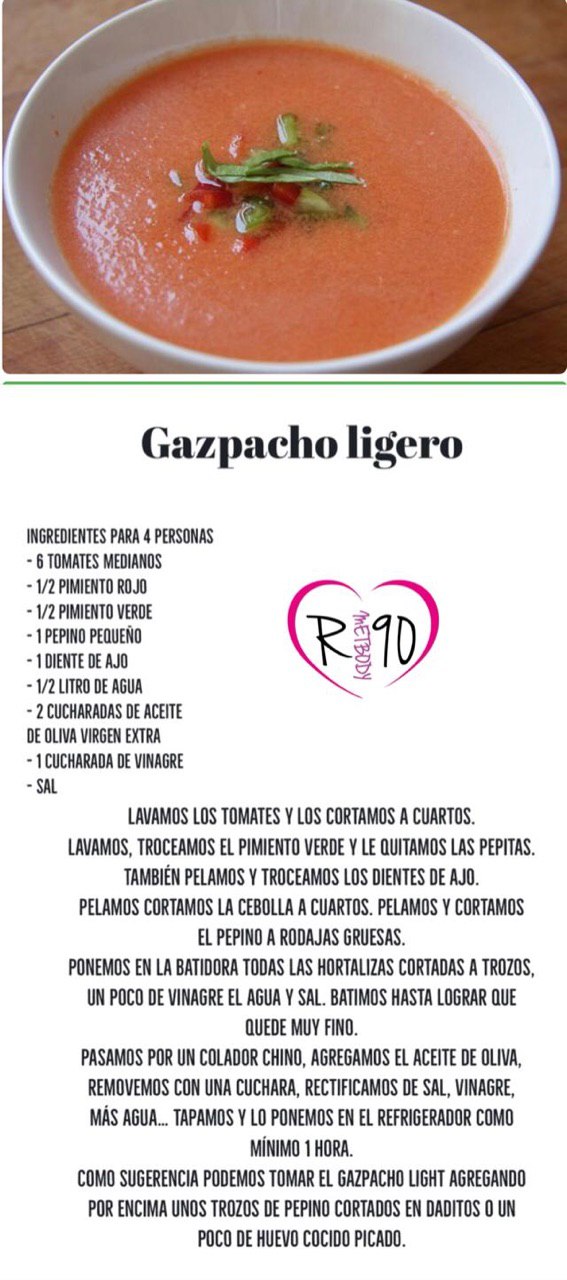 Gazpacho ligero
INGREDIENTES PARA 4 PERSONAS
- 6 TOMATES MEDIANOS
- 1/2 PIMIENTO ROJO
- 1/2 PIMIENTO VERDE
- 1 PEPINO PEQUEÑO
- 1 DIENTE DE AJO
- 1/2 LITRO DE AGUA
- 2 CUCHARADAS DE ACEITE
DE OLIVA VIRGEN EXTRA
- 1 CUCHARADA DE VINAGRE
- SAL
R METBODY 90
LAVAMOS LOS TOMATES Y LOS CORTAMOS A CUARTOS.
LAVAMOS, TROCEAMOS EL PIMIENTO VERDE Y LE QUITAMOS LAS PEPITAS.
TAMBIÉN PELAMOS Y TROCEAMOS LOS DIENTES DE AJO.
PELAMOS CORTAMOS LA CEBOLLA A CUARTOS. PELAMOS Y CORTAMOS
EL PEPINO A RODAJAS GRUESAS.
PONEMOS EN LA BATIDORA TODAS LAS HORTALIZAS CORTADAS A TROZOS,
UN POCO DE VINAGRE EL AGUA Y SAL. BATIMOS HASTA LOGRAR QUE
QUEDE MUY FINO.
PASAMOS POR UN COLADOR CHINO, AGREGAMOS EL ACEITE DE OLIVA,
REMOVEMOS CON UNA CUCHARA, RECTIFICAMOS DE SAL, VINAGRE,
MÁS AGUA... TAPAMOS Y LO PONEMOS EN EL REFRIGERADOR COMO
MÍNIMO 1 HORA.
COMO SUGERENCIA PODEMOS TOMAR EL GAZPACHO LIGHT AGREGANDO
POR ENCIMA UNOS TROZOS DE PEPINO CORTADOS EN DADITOS O UN
POCO DE HUEVO COCIDO PICADO.